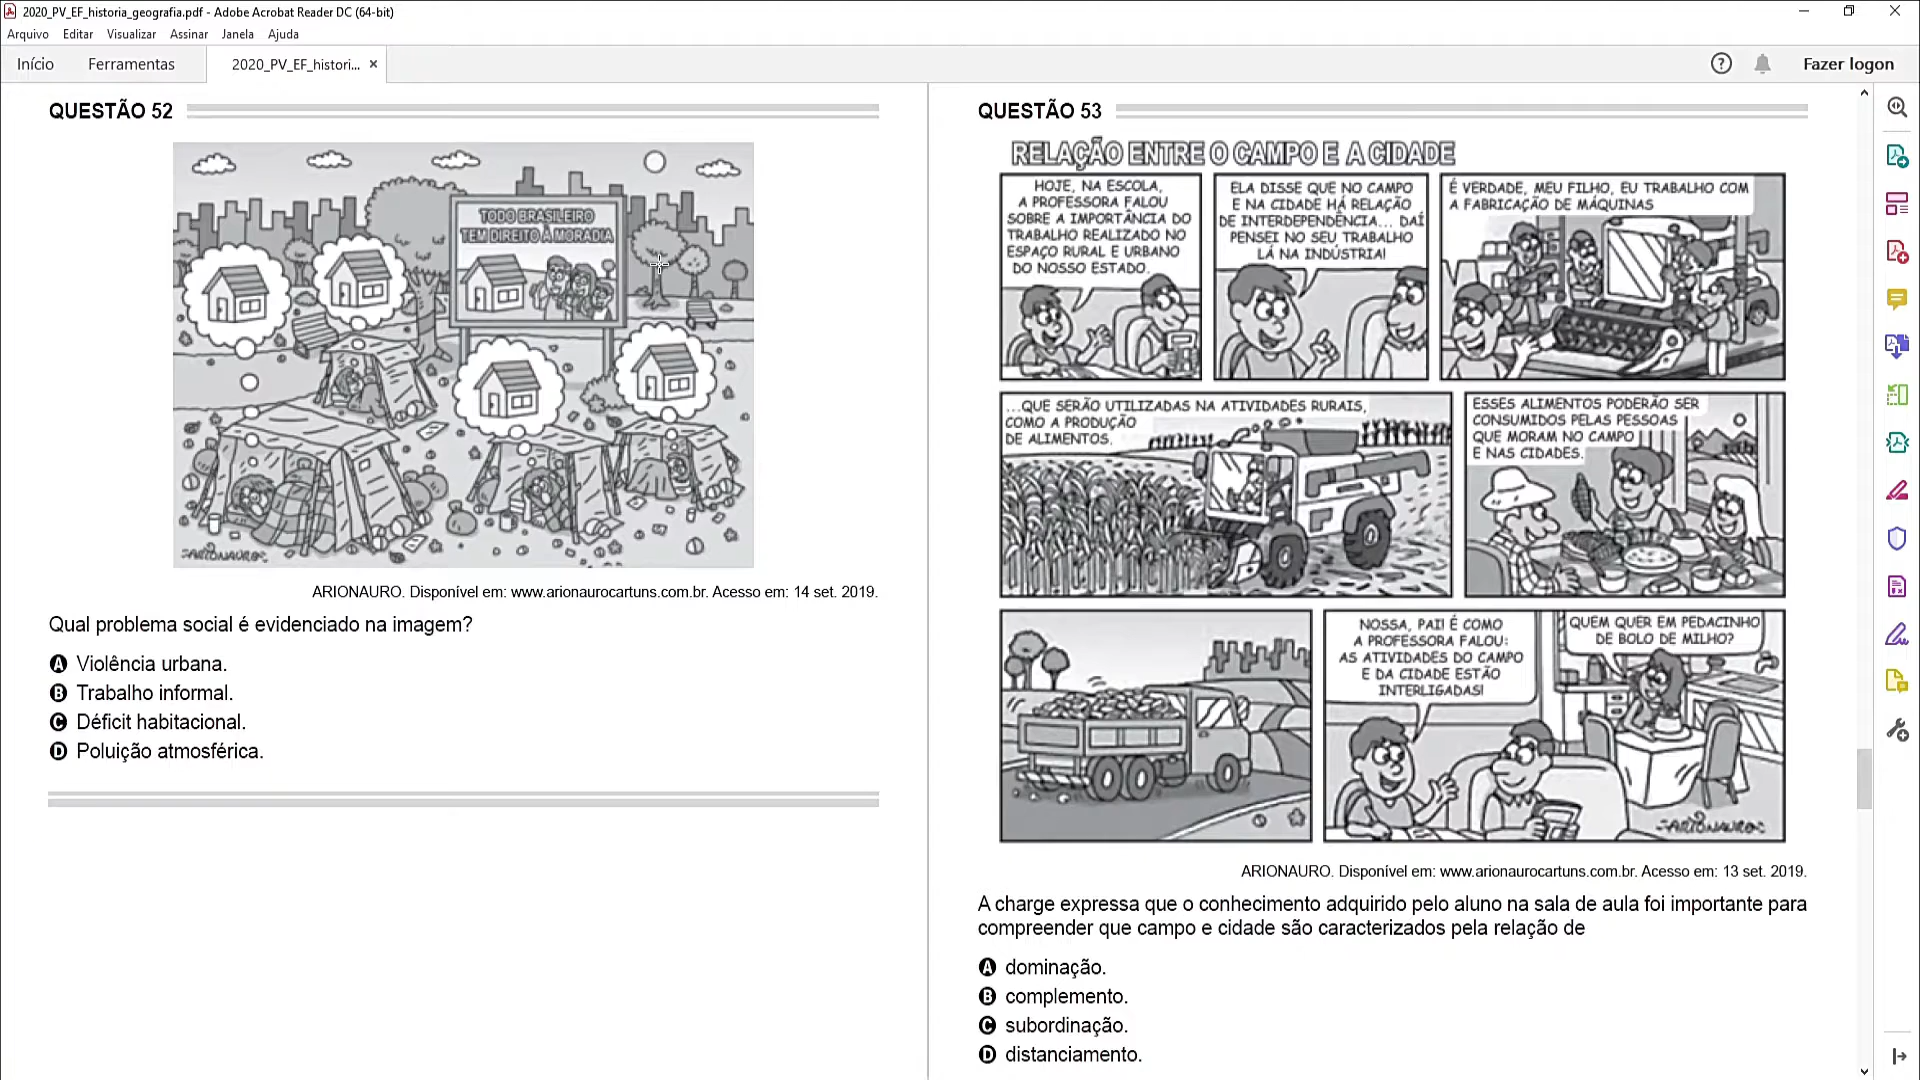 2020_PV_EF_historia_geografia.pdf - Adobe Acrobat Reader DC (64-bit)
Arquivo Editar Visualizar Assinar Janela Ajuda
Início Ferramentas 2020_PV_EF_histori... × Fazer logon
QUESTÃO 52
TODO BRASILEIRO
TEM DIREITO À MORADIA
ARIONAURO
ARIONAURO. Disponível em: www.arionaurocartuns.com.br. Acesso em: 14 set. 2019.
Qual problema social é evidenciado na imagem?
A Violência urbana.
B Trabalho informal.
C Déficit habitacional.
D Poluição atmosférica.
QUESTÃO 53
RELAÇÃO ENTRE O CAMPO E A CIDADE
HOJE, NA ESCOLA,
A PROFESSORA FALOU
SOBRE A IMPORTÂNCIA DO
TRABALHO REALIZADO NO
ESPAÇO RURAL E URBANO
DO NOSSO ESTADO.
ELA DISSE QUE NO CAMPO
E NA CIDADE HÁ RELAÇÃO
DE INTERDEPENDÊNCIA... DAÍ
PENSEI NO SEU TRABALHO
LÁ NA INDÚSTRIA!
É VERDADE, MEU FILHO, EU TRABALHO COM
A FABRICAÇÃO DE MÁQUINAS
...QUE SERÃO UTILIZADAS NA ATIVIDADES RURAIS,
COMO A PRODUÇÃO
DE ALIMENTOS.
ESSES ALIMENTOS PODERÃO SER
CONSUMIDOS PELAS PESSOAS
QUE MORAM NO CAMPO
E NAS CIDADES.
NOSSA, PAI! É COMO
A PROFESSORA FALOU:
AS ATIVIDADES DO CAMPO
E DA CIDADE ESTÃO
INTERLIGADAS!
QUEM QUER EM PEDACINHO
DE BOLO DE MILHO?
ARIONAURO
ARIONAURO. Disponível em: www.arionaurocartuns.com.br. Acesso em: 13 set. 2019.
A charge expressa que o conhecimento adquirido pelo aluno na sala de aula foi importante para
compreender que campo e cidade são caracterizados pela relação de
A dominação.
B complemento.
C subordinação.
D distanciamento.